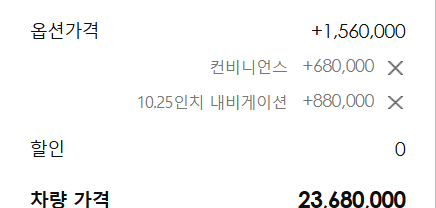 옵션가격 +1,560,000
컨비니언스 +680,000
10.25인치 내비게이션 +880,000
할인 0
차량 가격 23,680,000